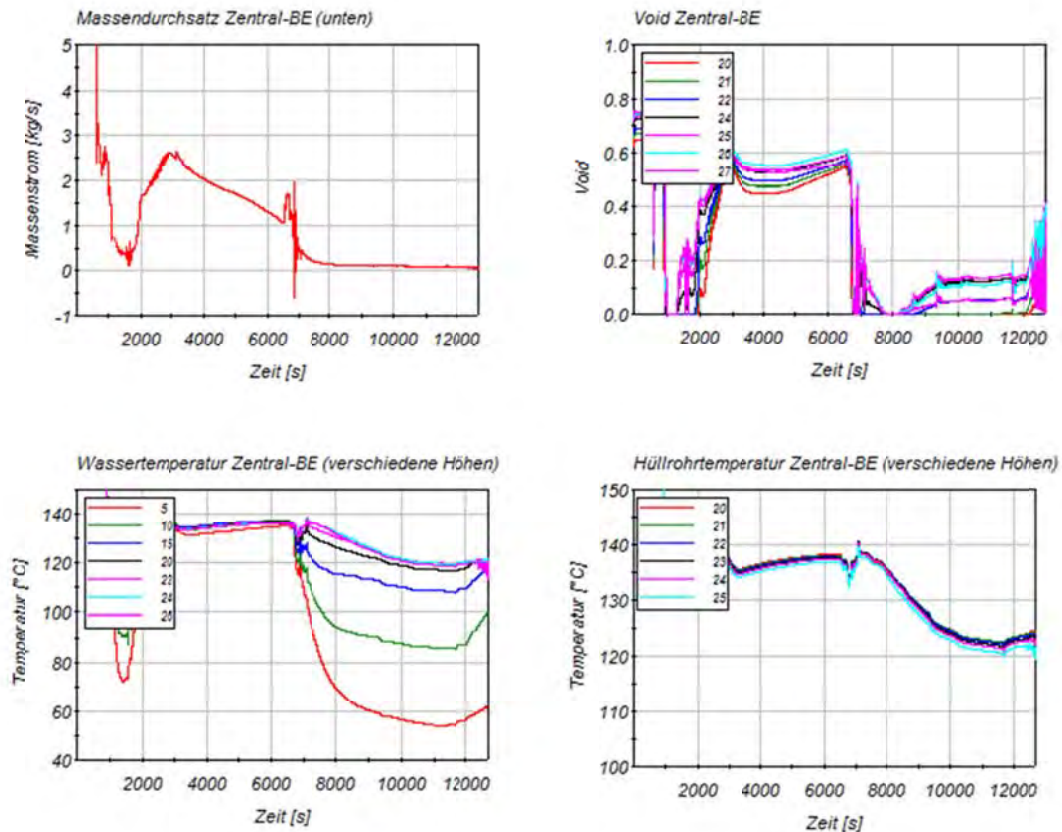 Massendurchsatz Zentral-BE (unten)
Massenstrom [kg/s]
5
4
3
2
1
0
-1
2000 4000 6000 8000 10000 12000
Zeit [s]
Void Zentral-BE
Void
1.0
0.8
0.6
0.4
0.2
0.0
20
21
22
24
25
26
27
2000 4000 6000 8000 10000 12000
Zeit [s]
Wassertemperatur Zentral-BE (verschiedene Höhen)
Temperatur [°C]
140
120
100
80
60
40
5
10
15
20
24
2000 4000 6000 8000 10000 12000
Zeit [s]
Hüllrohrtemperatur Zentral-BE (verschiedene Höhen)
Temperatur [°C]
150
140
130
120
110
100
20
21
22
23
24
25
2000 4000 6000 8000 10000 12000
Zeit [s]